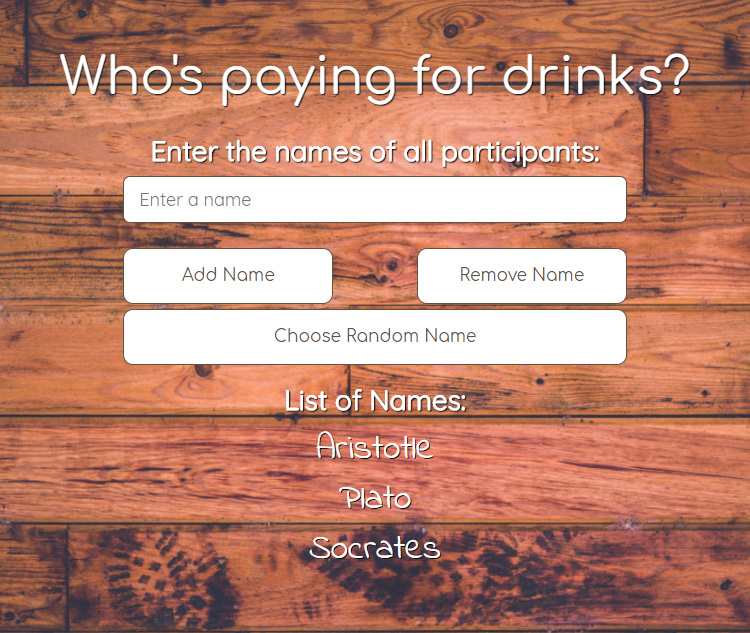 Who's paying for drinks?
Enter the names of all participants:
Enter a name
Add Name Remove Name
Choose Random Name
List of Names:
Aristotle
Plato
Socrates